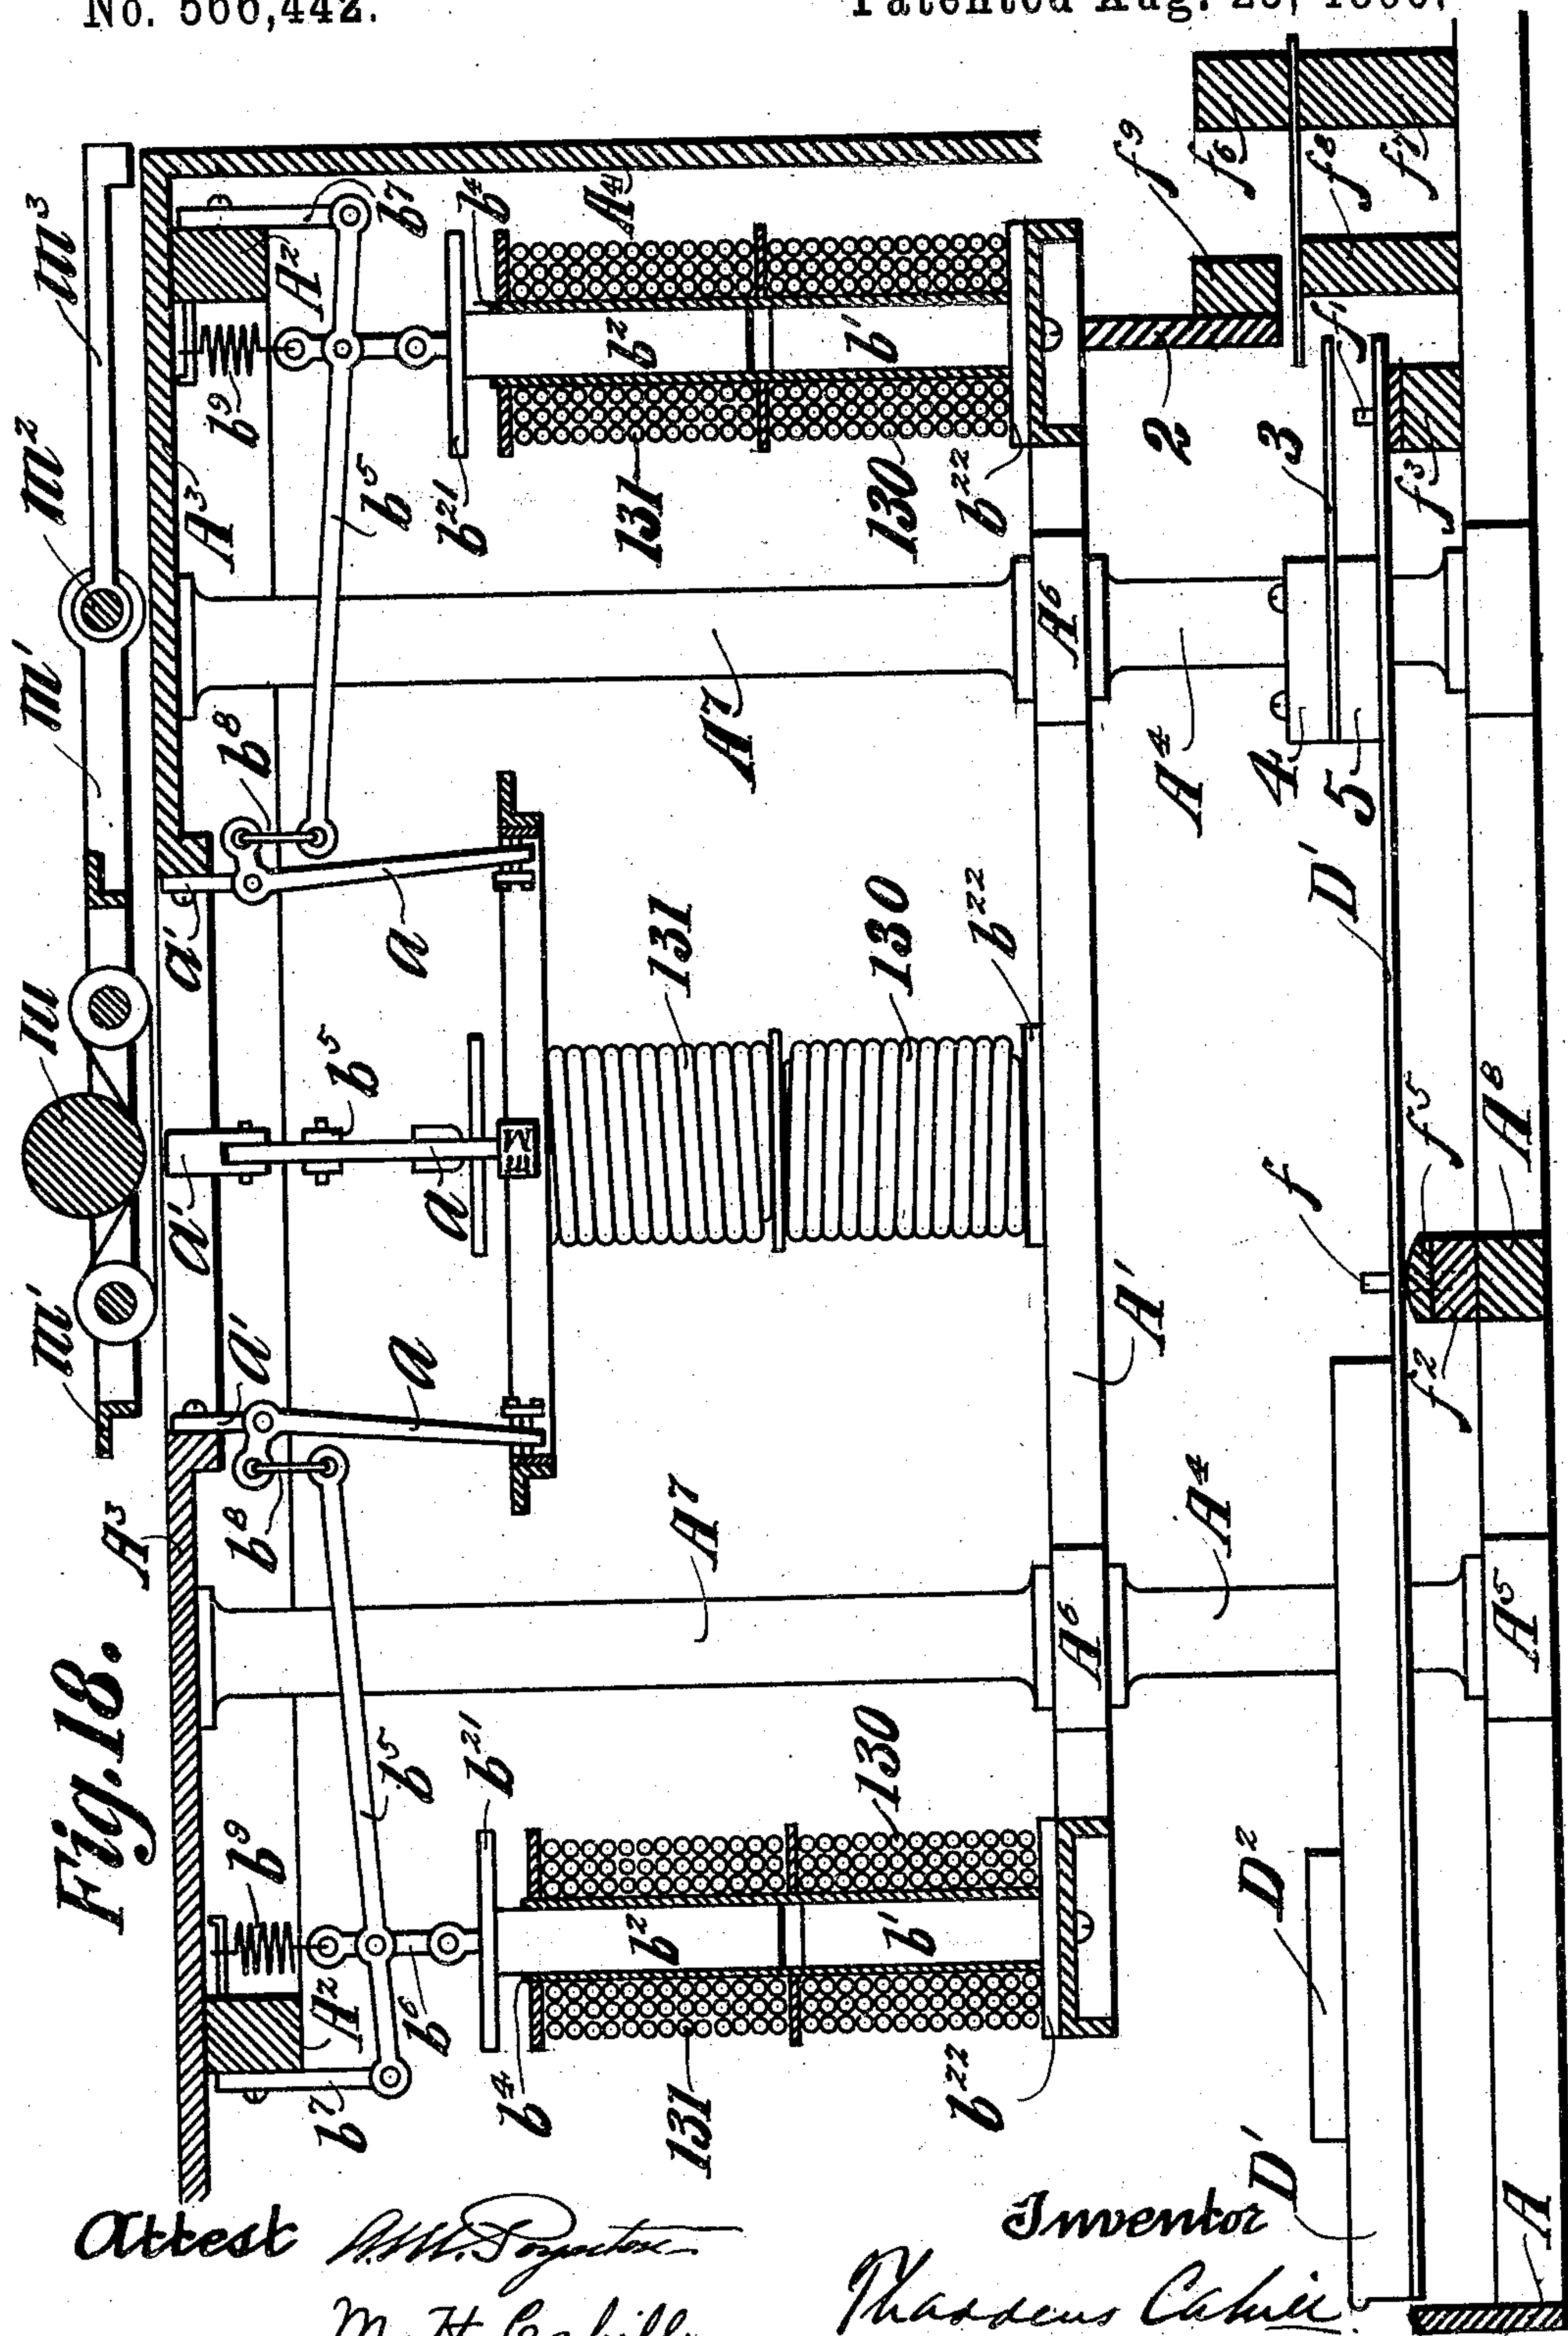 No. 566,442.
Patented Aug. 25, 1896.
Fig. 18.
m³
m²
m'
m
m'
A³
A³
A²
b⁷
b⁴
A⁴
f⁹
f⁶
f⁸
f⁷
b⁹
b⁵
b²¹
b²
b'
131
130
b²²
2
3
f'
f³
A⁷
A⁶
A⁴
4
5
D'
b⁸
a'
a
131
130
b²²
b⁵
a'
a
E
M
f
f⁵
A⁸
f²
A'
a'
a
b⁸
A⁷
A⁶
A⁴
A⁵
b⁹
b⁵
b²¹
130
A²
b⁶
b²
b'
b⁷
b⁴
131
b²²
D²
D'
A
Attest
Inventor
Thaddeus Cahill